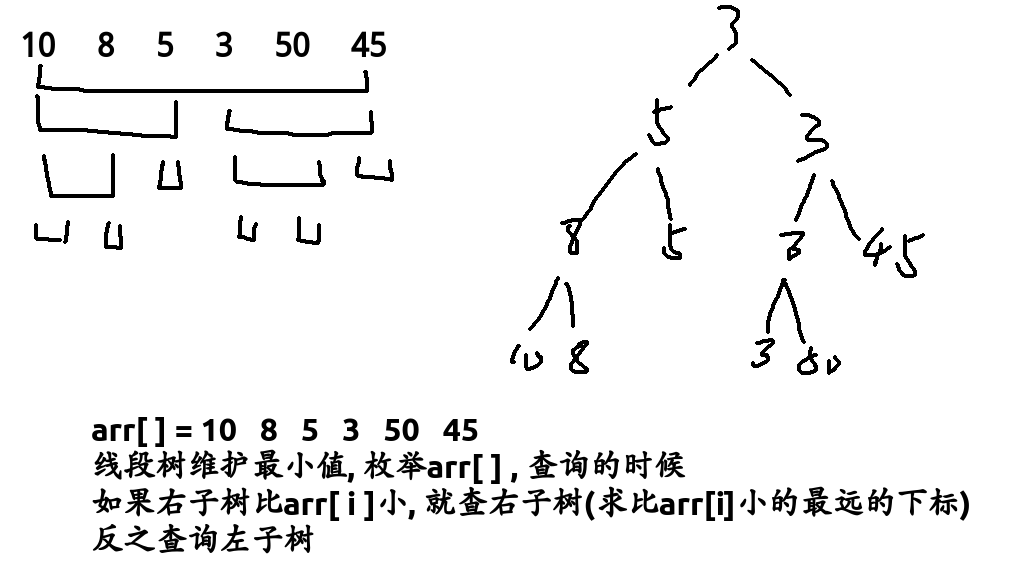 10 8 5 3 50 45
3
5 3
8 5 3 45
10 8 3 50
arr[ ] = 10 8 5 3 50 45
线段树维护最小值, 枚举arr[ ] , 查询的时候
如果右子树比arr[ i ]小, 就查右子树(求比arr[i]小的最远的下标)
反之查询左子树